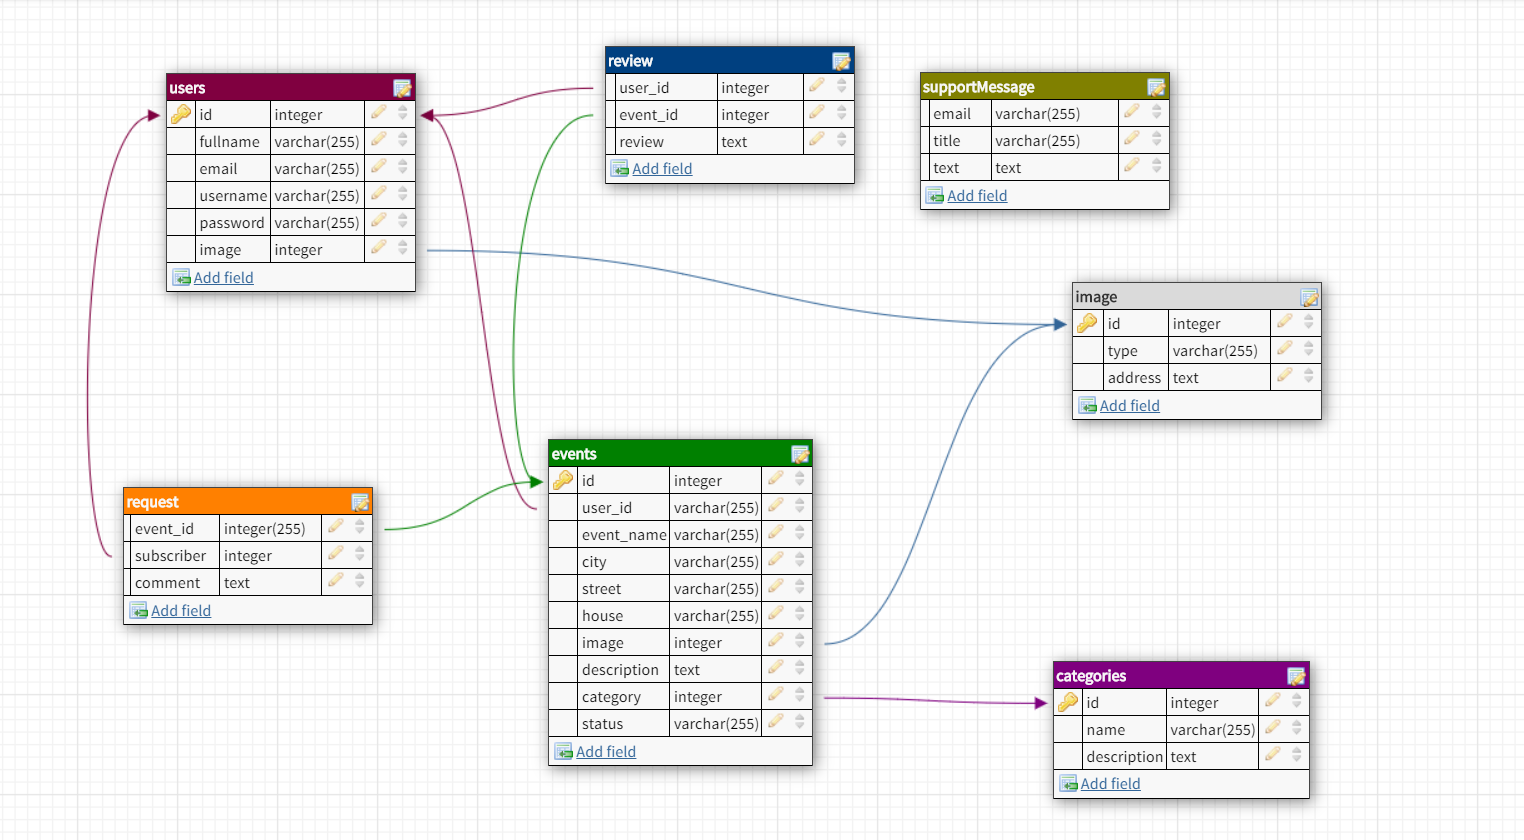 users
id integer
fullname varchar(255)
email varchar(255)
username varchar(255)
password varchar(255)
image integer
Add field
review
user_id integer
event_id integer
review text
Add field
supportMessage
email varchar(255)
title varchar(255)
text text
Add field
image
id integer
type varchar(255)
address text
Add field
request
event_id integer(255)
subscriber integer
comment text
Add field
events
id integer
user_id varchar(255)
event_name varchar(255)
city varchar(255)
street varchar(255)
house varchar(255)
image integer
description text
category integer
status varchar(255)
Add field
categories
id integer
name varchar(255)
description text
Add field